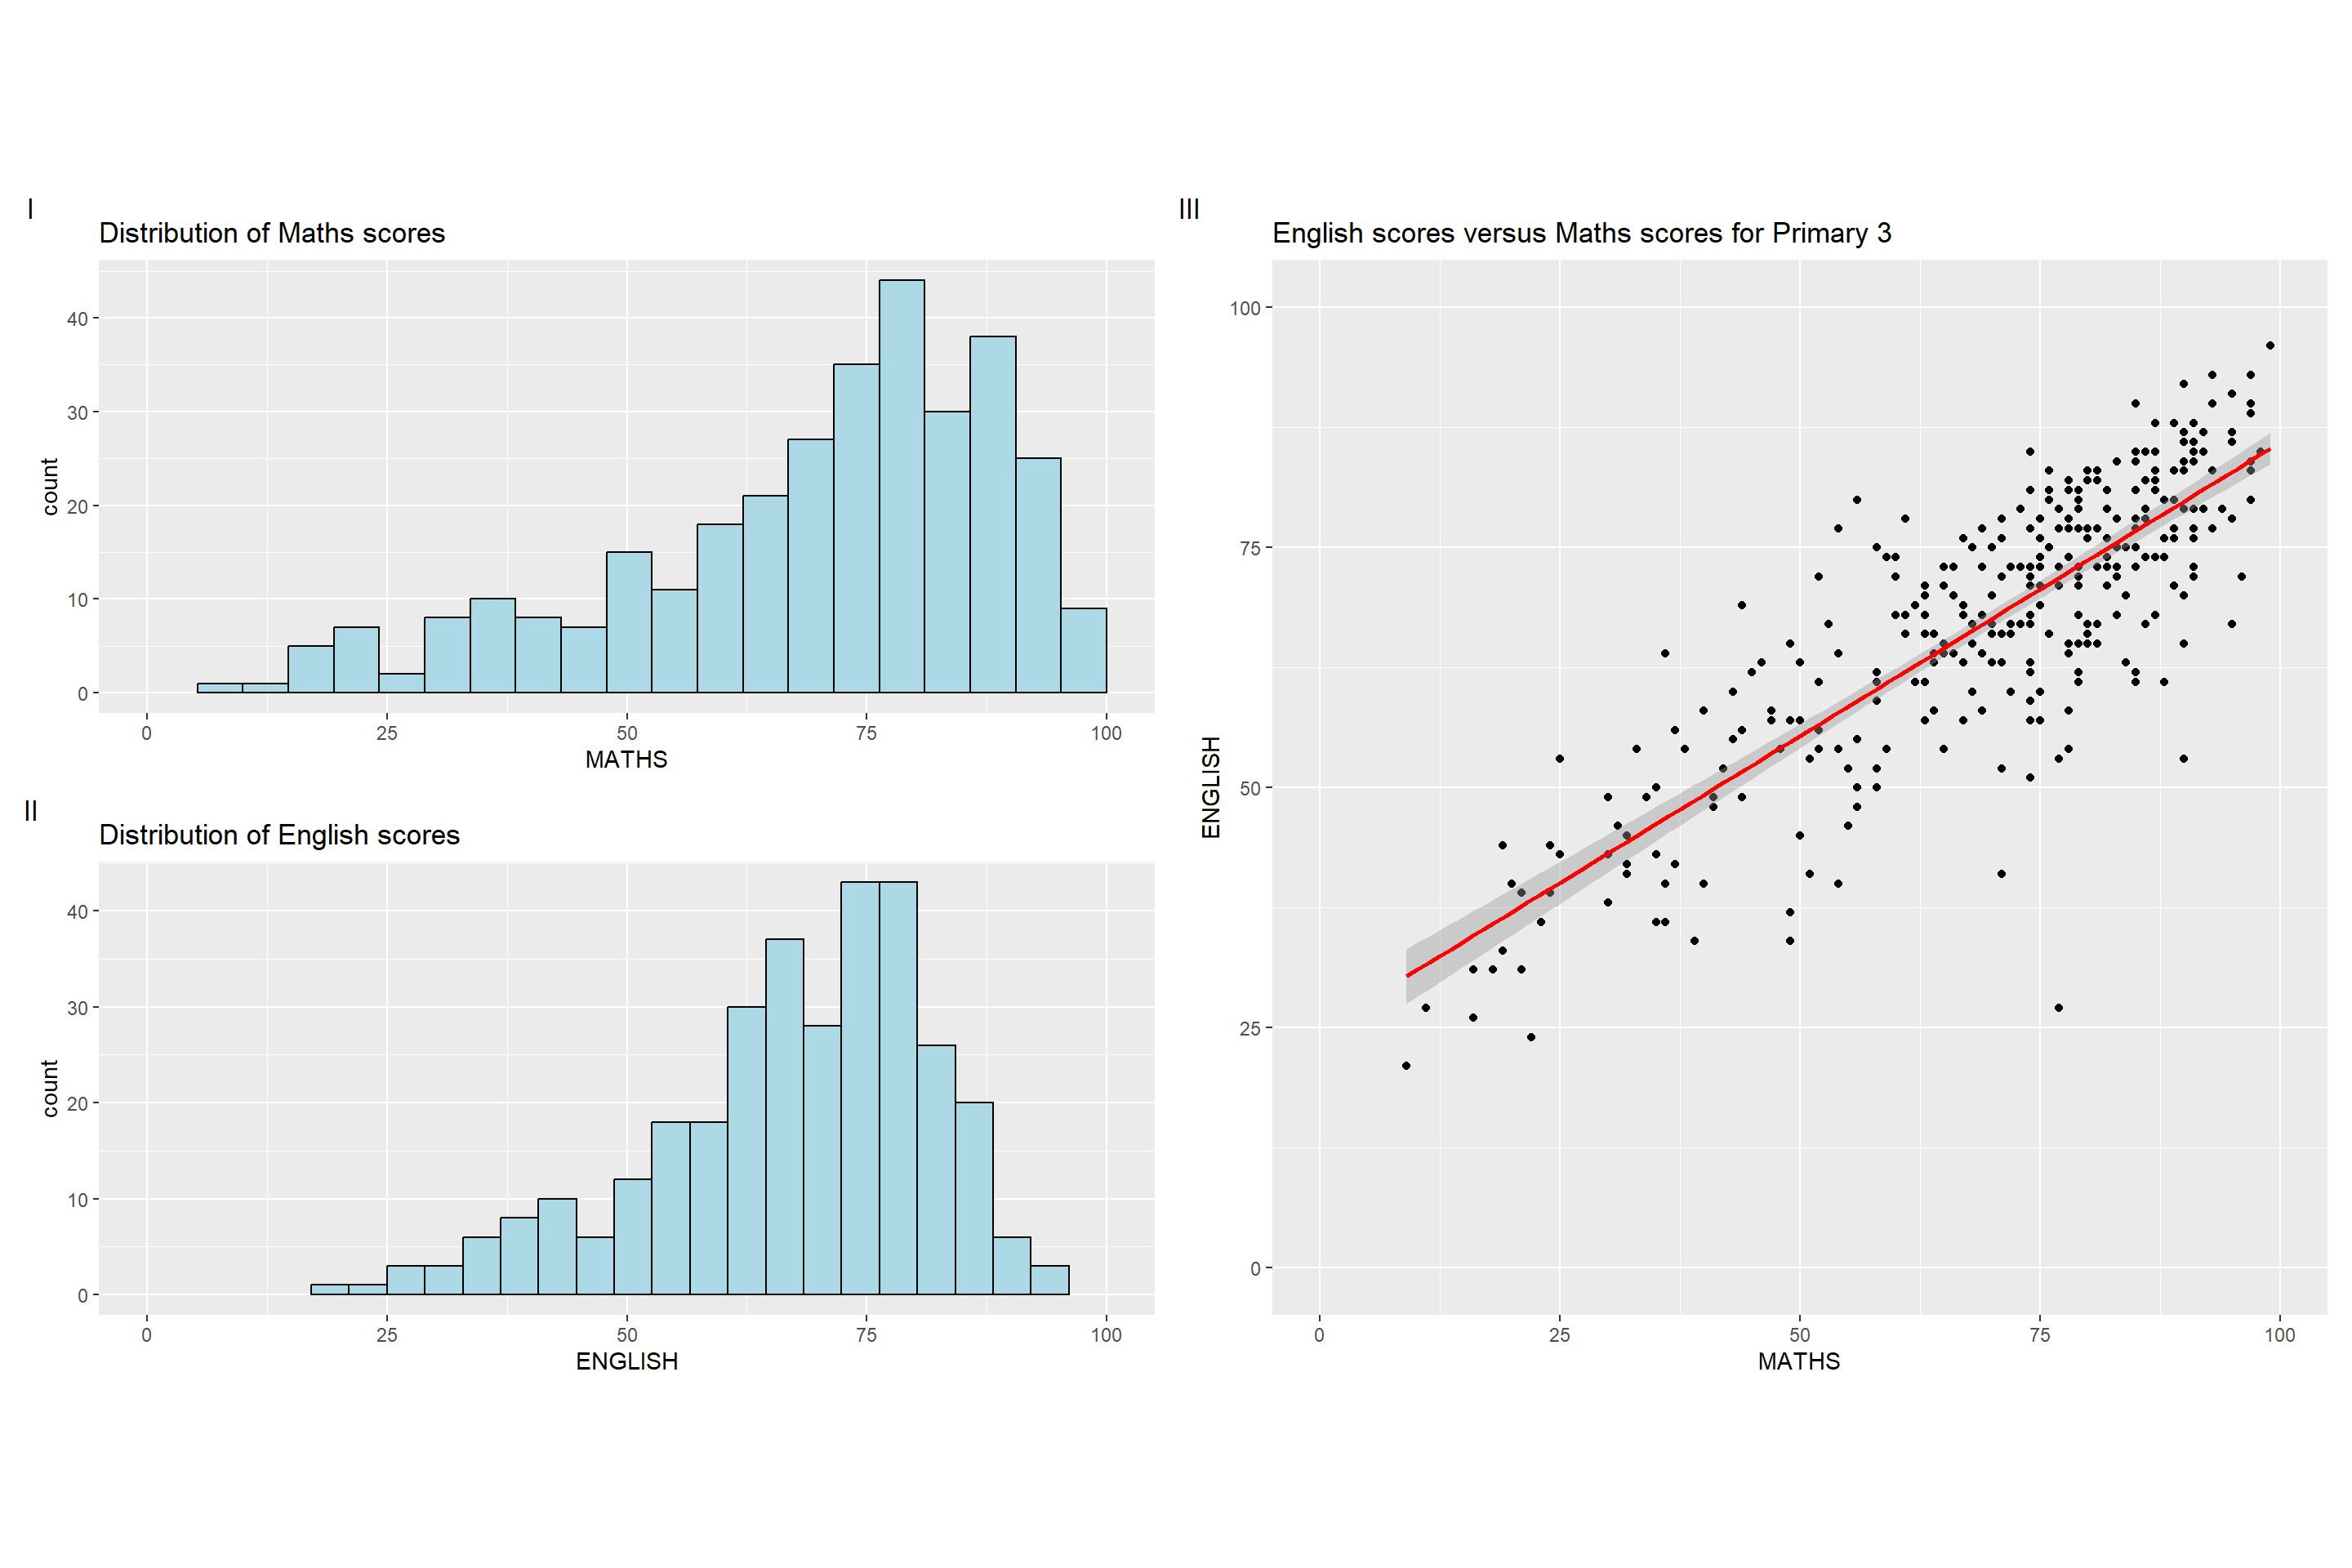 I
Distribution of Maths scores
40
30
20
10
0
count
0 25 50 75 100
MATHS
II
Distribution of English scores
40
30
20
10
0
count
0 25 50 75 100
ENGLISH
III
English scores versus Maths scores for Primary 3
100
75
50
25
0
ENGLISH
0 25 50 75 100
MATHS